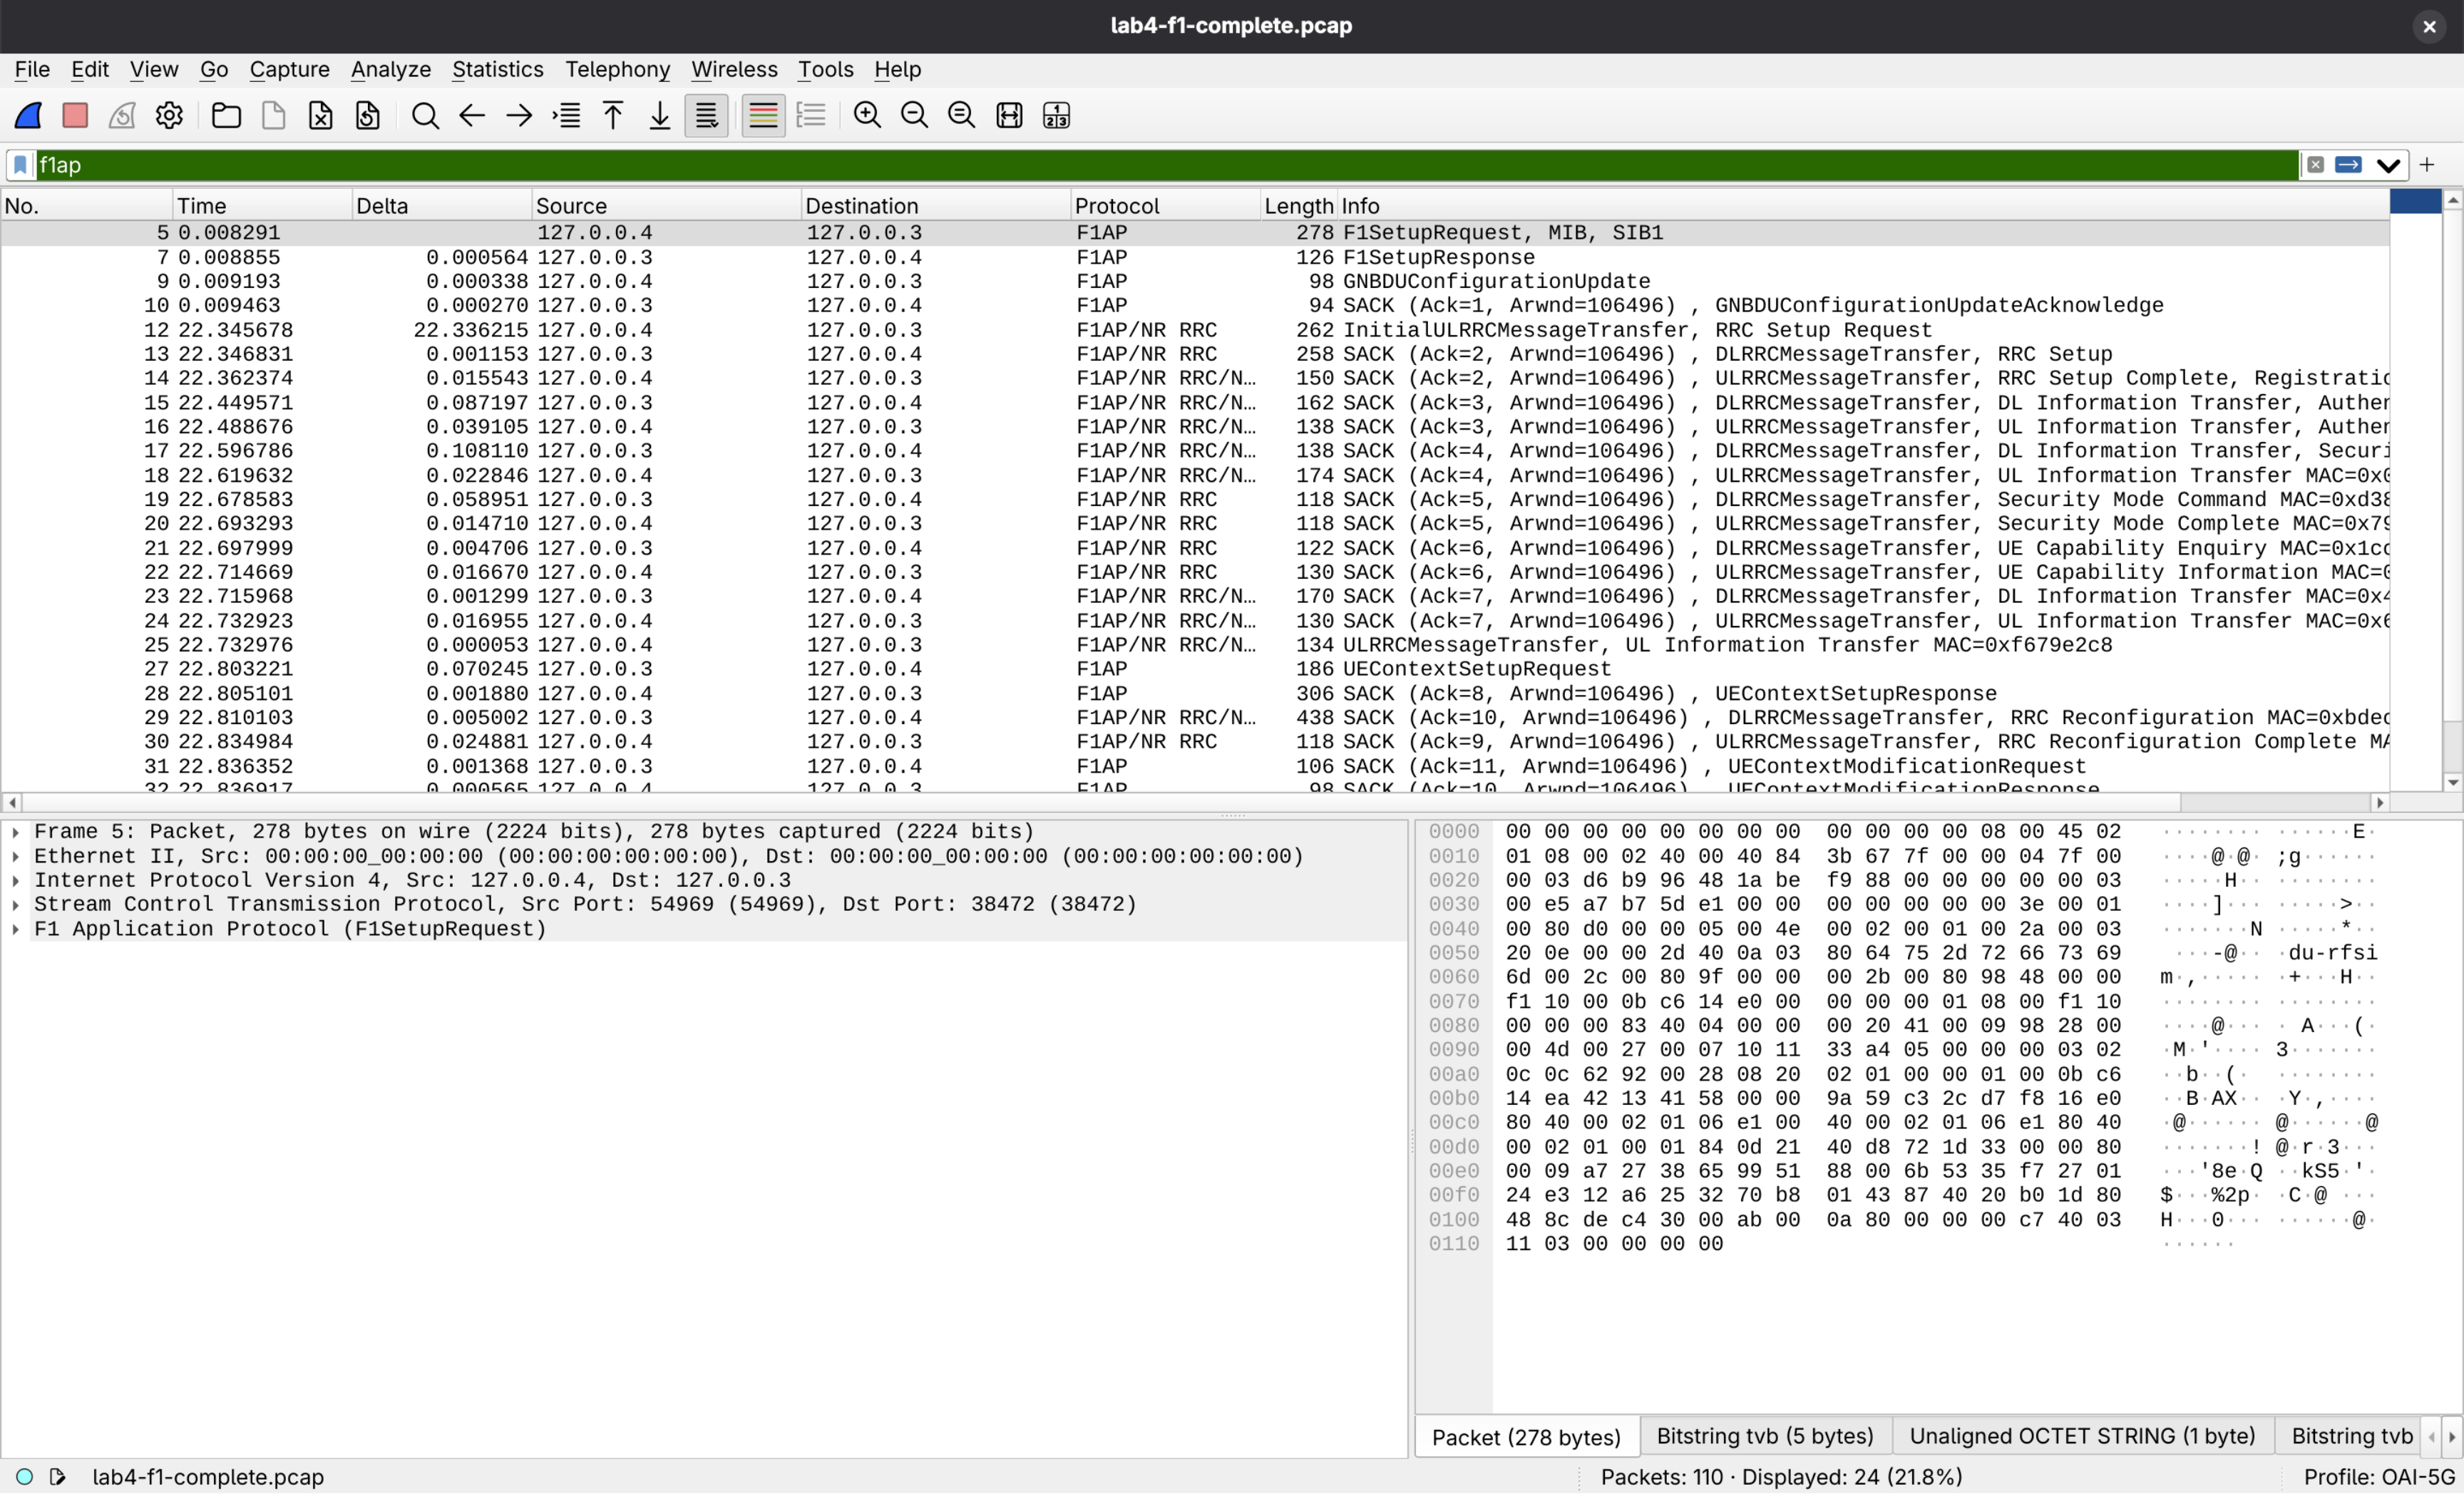 lab4-f1-complete.pcap
File Edit View Go Capture Analyze Statistics Telephony Wireless Tools Help
f1ap
No. Time Delta Source Destination Protocol Length Info
5 0.008291 127.0.0.4 127.0.0.3 F1AP 278 F1SetupRequest, MIB, SIB1
7 0.008855 0.000564 127.0.0.3 127.0.0.4 F1AP 126 F1SetupResponse
9 0.009193 0.000338 127.0.0.4 127.0.0.3 F1AP 98 GNBDUConfigurationUpdate
10 0.009463 0.000270 127.0.0.3 127.0.0.4 F1AP 94 SACK (Ack=1, Arwnd=106496) , GNBDUConfigurationUpdateAcknowledge
12 22.345678 22.336215 127.0.0.4 127.0.0.3 F1AP/NR RRC 262 InitialULRRCMessageTransfer, RRC Setup Request
13 22.346831 0.001153 127.0.0.3 127.0.0.4 F1AP/NR RRC 258 SACK (Ack=2, Arwnd=106496) , DLRRCMessageTransfer, RRC Setup
14 22.362374 0.015543 127.0.0.4 127.0.0.3 F1AP/NR RRC/N… 150 SACK (Ack=2, Arwnd=106496) , ULRRCMessageTransfer, RRC Setup Complete, Registratic
15 22.449571 0.087197 127.0.0.3 127.0.0.4 F1AP/NR RRC/N… 162 SACK (Ack=3, Arwnd=106496) , DLRRCMessageTransfer, DL Information Transfer, Auther
16 22.488676 0.039105 127.0.0.4 127.0.0.3 F1AP/NR RRC/N… 138 SACK (Ack=3, Arwnd=106496) , ULRRCMessageTransfer, UL Information Transfer, Auther
17 22.596786 0.108110 127.0.0.3 127.0.0.4 F1AP/NR RRC/N… 138 SACK (Ack=4, Arwnd=106496) , DLRRCMessageTransfer, DL Information Transfer, Securi
18 22.619632 0.022846 127.0.0.4 127.0.0.3 F1AP/NR RRC/N… 174 SACK (Ack=4, Arwnd=106496) , ULRRCMessageTransfer, UL Information Transfer MAC=0x
19 22.678583 0.058951 127.0.0.3 127.0.0.4 F1AP/NR RRC 118 SACK (Ack=5, Arwnd=106496) , DLRRCMessageTransfer, Security Mode Command MAC=0xd38
20 22.693293 0.014710 127.0.0.4 127.0.0.3 F1AP/NR RRC 118 SACK (Ack=5, Arwnd=106496) , ULRRCMessageTransfer, Security Mode Complete MAC=0x79
21 22.697999 0.004706 127.0.0.3 127.0.0.4 F1AP/NR RRC 122 SACK (Ack=6, Arwnd=106496) , DLRRCMessageTransfer, UE Capability Enquiry MAC=0x1c
22 22.714669 0.016670 127.0.0.4 127.0.0.3 F1AP/NR RRC 130 SACK (Ack=6, Arwnd=106496) , ULRRCMessageTransfer, UE Capability Information MAC=
23 22.715968 0.001299 127.0.0.3 127.0.0.4 F1AP/NR RRC/N… 170 SACK (Ack=7, Arwnd=106496) , DLRRCMessageTransfer, DL Information Transfer MAC=0x4
24 22.732923 0.016955 127.0.0.4 127.0.0.3 F1AP/NR RRC/N… 130 SACK (Ack=7, Arwnd=106496) , ULRRCMessageTransfer, UL Information Transfer MAC=0x
25 22.732976 0.000053 127.0.0.4 127.0.0.3 F1AP/NR RRC/N… 134 ULRRCMessageTransfer, UL Information Transfer MAC=0xf679e2c8
27 22.803221 0.070245 127.0.0.3 127.0.0.4 F1AP 186 UEContextSetupRequest
28 22.805101 0.001880 127.0.0.4 127.0.0.3 F1AP 306 SACK (Ack=8, Arwnd=106496) , UEContextSetupResponse
29 22.810103 0.005002 127.0.0.3 127.0.0.4 F1AP/NR RRC/N… 438 SACK (Ack=10, Arwnd=106496) , DLRRCMessageTransfer, RRC Reconfiguration MAC=0xbde
30 22.834984 0.024881 127.0.0.4 127.0.0.3 F1AP/NR RRC 118 SACK (Ack=9, Arwnd=106496) , ULRRCMessageTransfer, RRC Reconfiguration Complete MA
31 22.836352 0.001368 127.0.0.3 127.0.0.4 F1AP 106 SACK (Ack=11, Arwnd=106496) , UEContextModificationRequest
32 22.836917 0.000565 127.0.0.4 127.0.0.3 F1AP 98 SACK (Ack=10, Arwnd=106496) , UEContextModificationResponse
Frame 5: Packet, 278 bytes on wire (2224 bits), 278 bytes captured (2224 bits)
Ethernet II, Src: 00:00:00_00:00:00 (00:00:00:00:00:00), Dst: 00:00:00_00:00:00 (00:00:00:00:00:00)
Internet Protocol Version 4, Src: 127.0.0.4, Dst: 127.0.0.3
Stream Control Transmission Protocol, Src Port: 54969 (54969), Dst Port: 38472 (38472)
F1 Application Protocol (F1SetupRequest)
0000 00 00 00 00 00 00 00 00 00 00 00 00 08 00 45 02 ········ ······E·
0010 01 08 00 02 40 00 40 84 3b 67 7f 00 00 04 7f 00 ····@·@· ;g······
0020 00 03 d6 b9 96 48 1a be f9 88 00 00 00 00 00 03 ·····H·· ········
0030 00 e5 a7 b7 5d e1 00 00 00 00 00 00 00 3e 00 01 ····]··· ·····>··
0040 00 80 d0 00 00 05 00 4e 00 02 00 01 00 2a 00 03 ·······N ·····*··
0050 20 0e 00 00 2d 40 0a 03 80 64 75 2d 72 66 73 69 ···-@·· ·du-rfsi
0060 6d 00 2c 00 80 9f 00 00 00 2b 00 80 98 48 00 00 m·,····· ·+···H··
0070 f1 10 00 0b c6 14 e0 00 00 00 00 01 08 00 f1 10 ········ ········
0080 00 00 00 83 40 04 00 00 00 20 41 00 09 98 28 00 ····@··· · A···(·
0090 00 4d 00 27 00 07 10 11 33 a4 05 00 00 00 03 02 ·M·'···· 3·······
00a0 0c 0c 62 92 00 28 08 20 02 01 00 00 01 00 0b c6 ··b··(· ········
00b0 14 ea 42 13 41 58 00 00 9a 59 c3 2c d7 f8 16 e0 ··B·AX·· ·Y·,····
00c0 80 40 00 02 01 06 e1 00 40 00 02 01 06 e1 80 40 ·@······ @······@
00d0 00 02 01 00 01 84 0d 21 40 d8 72 1d 33 00 00 80 ·······! @·r·3···
00e0 00 09 a7 27 38 65 99 51 88 00 6b 53 35 f7 27 01 ···'8e·Q ··kS5·'·
00f0 24 e3 12 a6 25 32 70 b8 01 43 87 40 20 b0 1d 80 $···%2p· ·C·@ ···
0100 48 8c de c4 30 00 ab 00 0a 80 00 00 00 c7 40 03 H···0··· ······@·
0110 11 03 00 00 00 00 ······
Packet (278 bytes) Bitstring tvb (5 bytes) Unaligned OCTET STRING (1 byte) Bitstring tvb
lab4-f1-complete.pcap Packets: 110 · Displayed: 24 (21.8%) Profile: OAI-5G